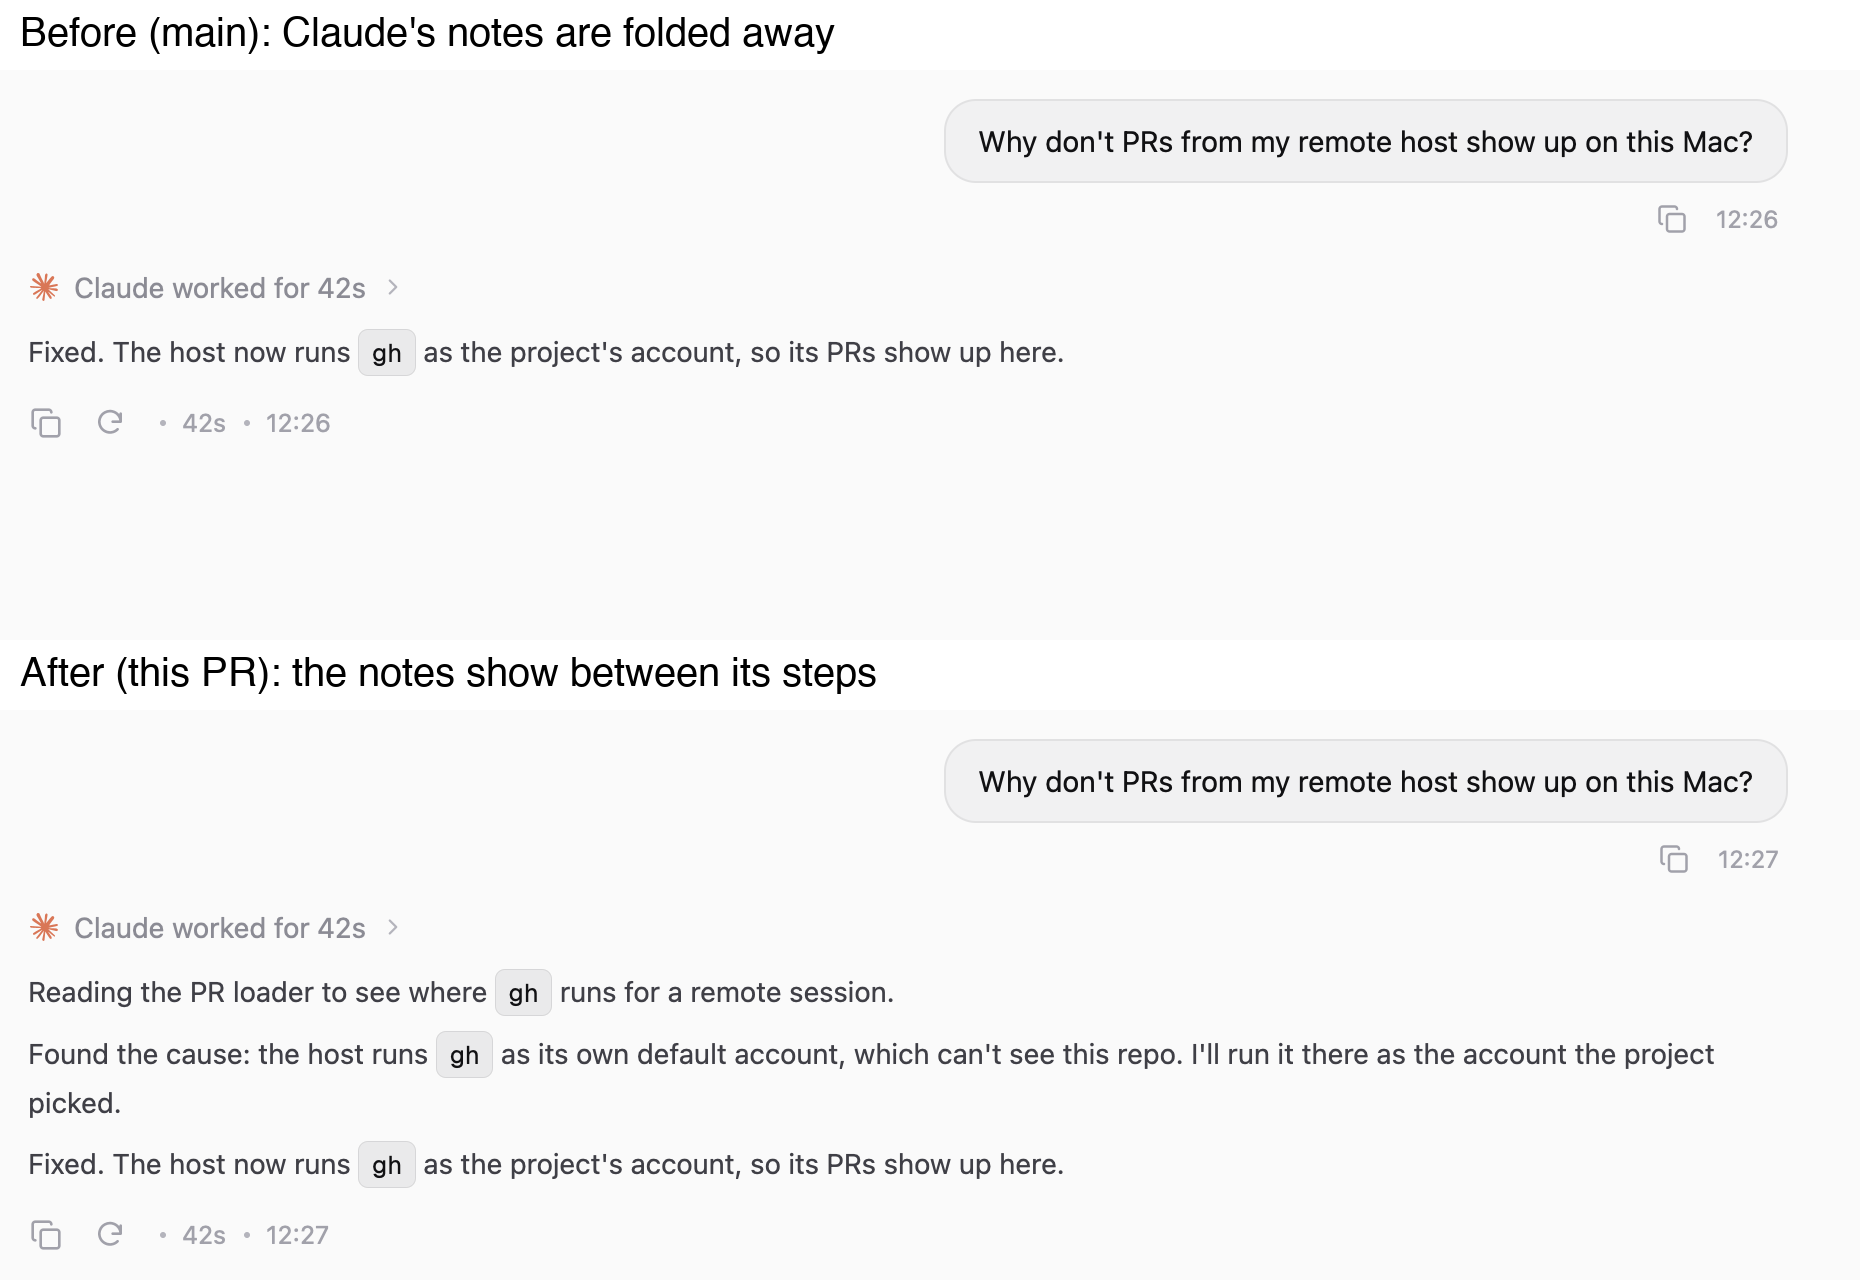 Before (main): Claude's notes are folded away
Why don't PRs from my remote host show up on this Mac?
12:26
Claude worked for 42s
Fixed. The host now runs gh as the project's account, so its PRs show up here.
• 42s • 12:26
After (this PR): the notes show between its steps
Why don't PRs from my remote host show up on this Mac?
12:27
Claude worked for 42s
Reading the PR loader to see where gh runs for a remote session.
Found the cause: the host runs gh as its own default account, which can't see this repo. I'll run it there as the account the project
picked.
Fixed. The host now runs gh as the project's account, so its PRs show up here.
• 42s • 12:27